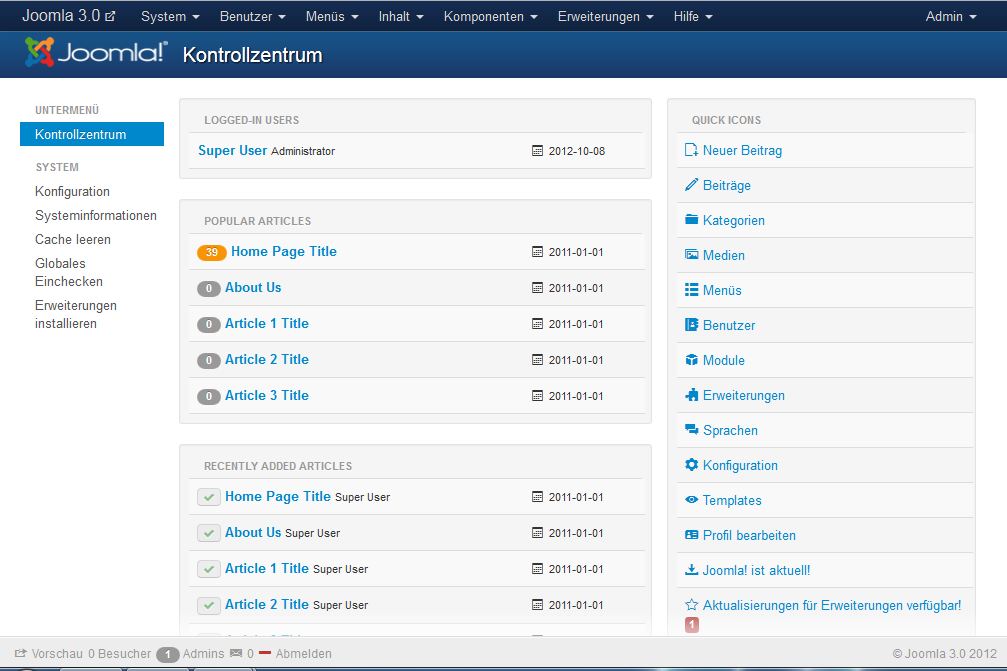 Joomla 3.0 System Benutzer Menüs Inhalt Komponenten Erweiterungen Hilfe Admin
Joomla!® Kontrollzentrum
UNTERMENÜ
Kontrollzentrum
SYSTEM
Konfiguration
Systeminformationen
Cache leeren
Globales
Einchecken
Erweiterungen
installieren
LOGGED-IN USERS
Super User Administrator 2012-10-08
POPULAR ARTICLES
39 Home Page Title 2011-01-01
0 About Us 2011-01-01
0 Article 1 Title 2011-01-01
0 Article 2 Title 2011-01-01
0 Article 3 Title 2011-01-01
RECENTLY ADDED ARTICLES
Home Page Title Super User 2011-01-01
About Us Super User 2011-01-01
Article 1 Title Super User 2011-01-01
Article 2 Title Super User 2011-01-01
QUICK ICONS
Neuer Beitrag
Beiträge
Kategorien
Medien
Menüs
Benutzer
Module
Erweiterungen
Sprachen
Konfiguration
Templates
Profil bearbeiten
Joomla! ist aktuell!
Aktualisierungen für Erweiterungen verfügbar!
1
Vorschau 0 Besucher 1 Admins 0 Abmelden © Joomla 3.0 2012